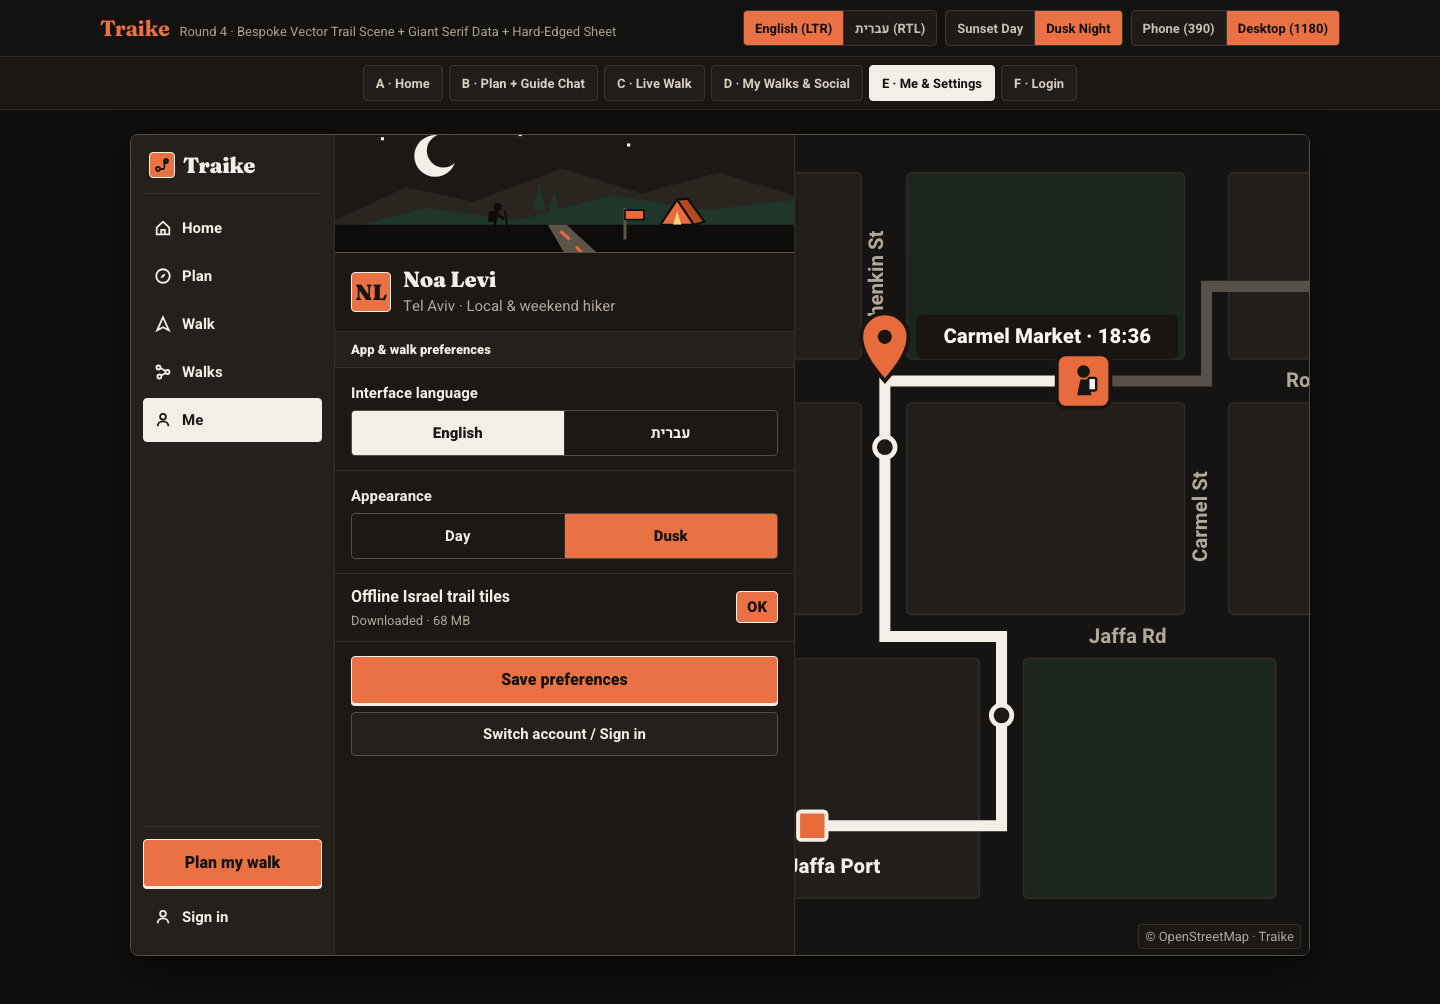 Traike Round 4 · Bespoke Vector Trail Scene + Giant Serif Data + Hard-Edged Sheet
English (LTR) עברית (RTL) Sunset Day Dusk Night Phone (390) Desktop (1180)
A · Home B · Plan + Guide Chat C · Live Walk D · My Walks & Social E · Me & Settings F · Login
Traike
Home
Plan
Walk
Walks
Me
Plan my walk
Sign in
NL
Noa Levi
Tel Aviv · Local & weekend hiker
App & walk preferences
Interface language
English עברית
Appearance
Day Dusk
Offline Israel trail tiles
Downloaded · 68 MB
OK
Save preferences
Switch account / Sign in
Carmel Market · 18:36
Carmel St
Jaffa Rd
Jaffa Port
© OpenStreetMap · Traike